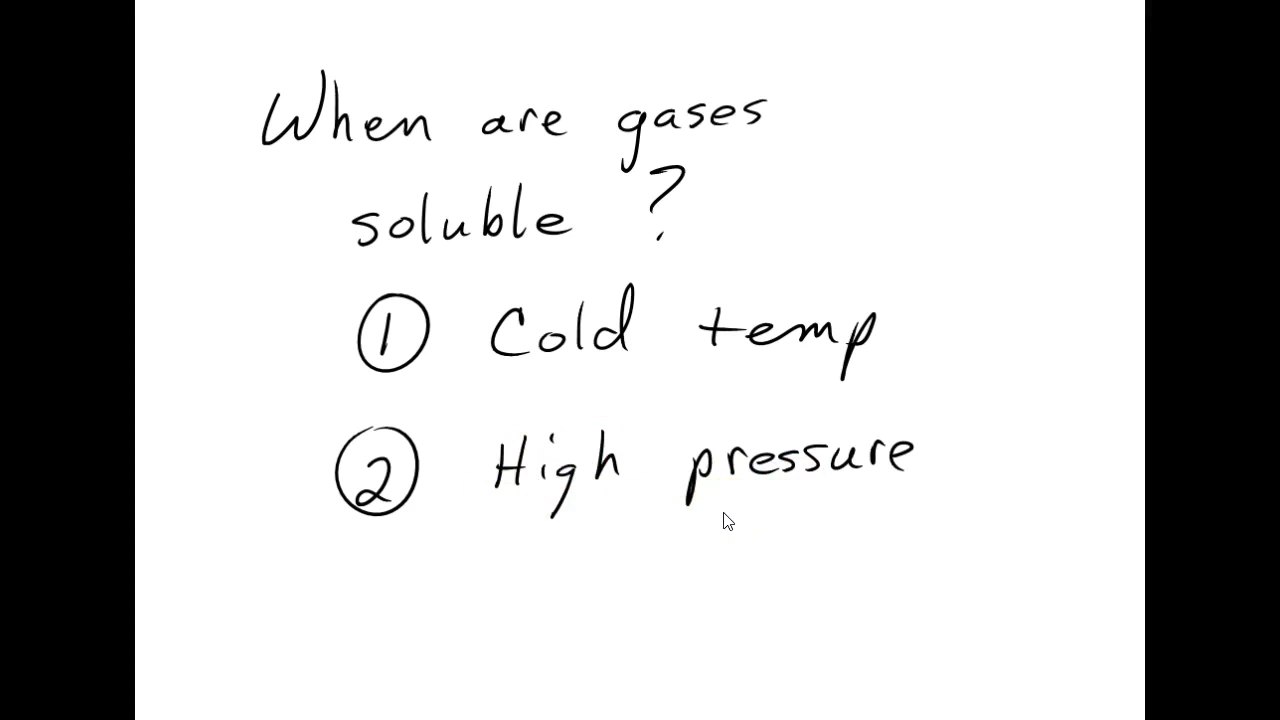 When are gases
soluble ?
① Cold temp
② High pressure